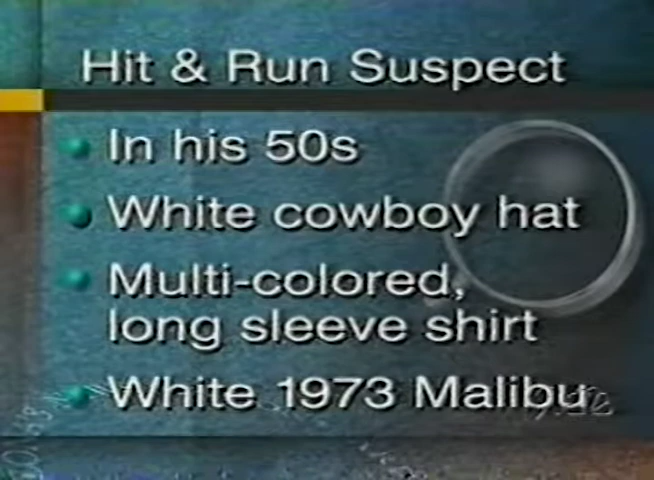 Hit & Run Suspect
In his 50s
White cowboy hat
Multi-colored,
long sleeve shirt
White 1973 Malibu